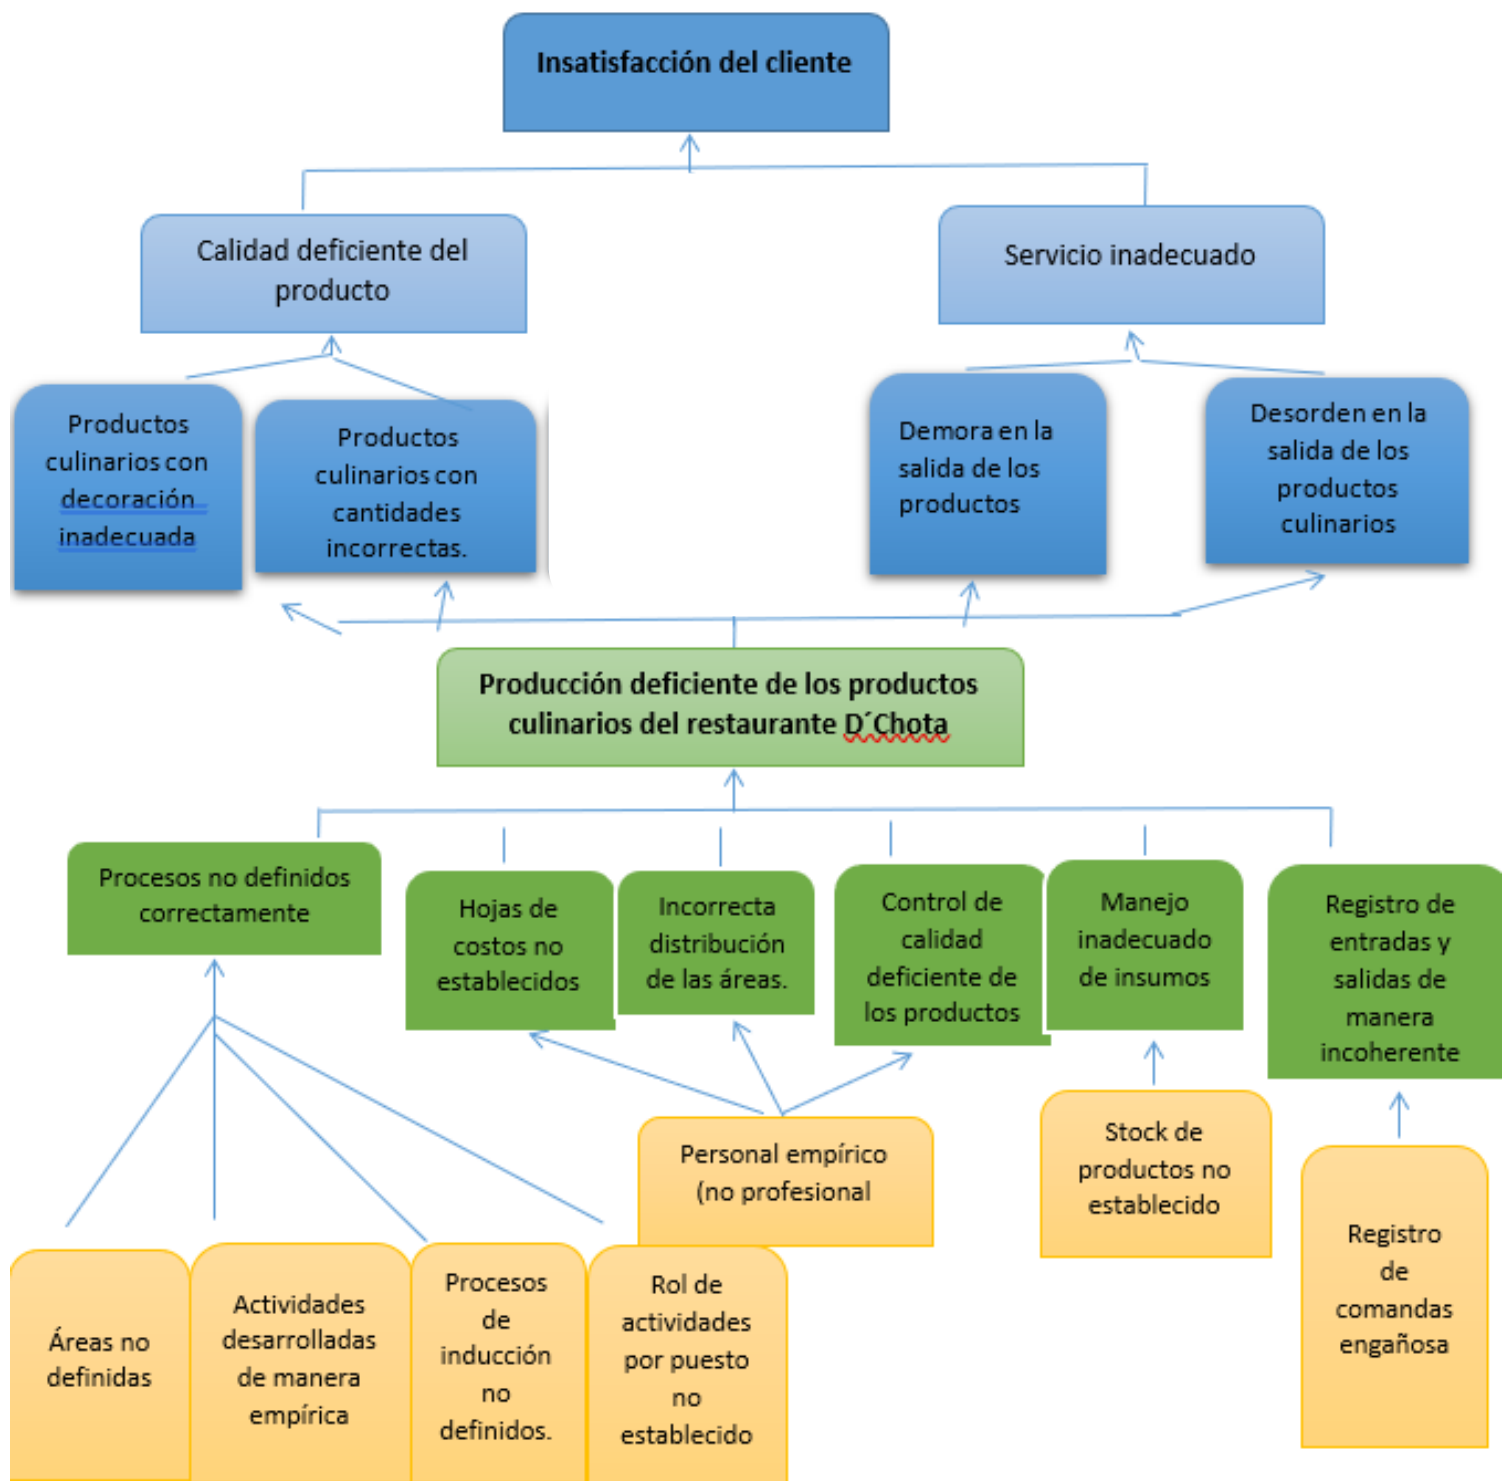 Insatisfacción del cliente
Calidad deficiente del
producto
Servicio inadecuado
Productos
culinarios con
decoración
inadecuada
Productos
culinarios con
cantidades
incorrectas.
Demora en la
salida de los
productos
Desorden en la
salida de los
productos
culinarios
Producción deficiente de los productos
culinarios del restaurante D´Chota
Procesos no definidos
correctamente
Hojas de
costos no
establecidos
Incorrecta
distribución
de las áreas.
Control de
calidad
deficiente de
los productos
Manejo
inadecuado
de insumos
Registro de
entradas y
salidas de
manera
incoherente
Personal empírico
(no profesional
Stock de
productos no
establecido
Registro
de
comandas
engañosa
Áreas no
definidas
Actividades
desarrolladas
de manera
empírica
Procesos
de
inducción
no
definidos.
Rol de
actividades
por puesto
no
establecido